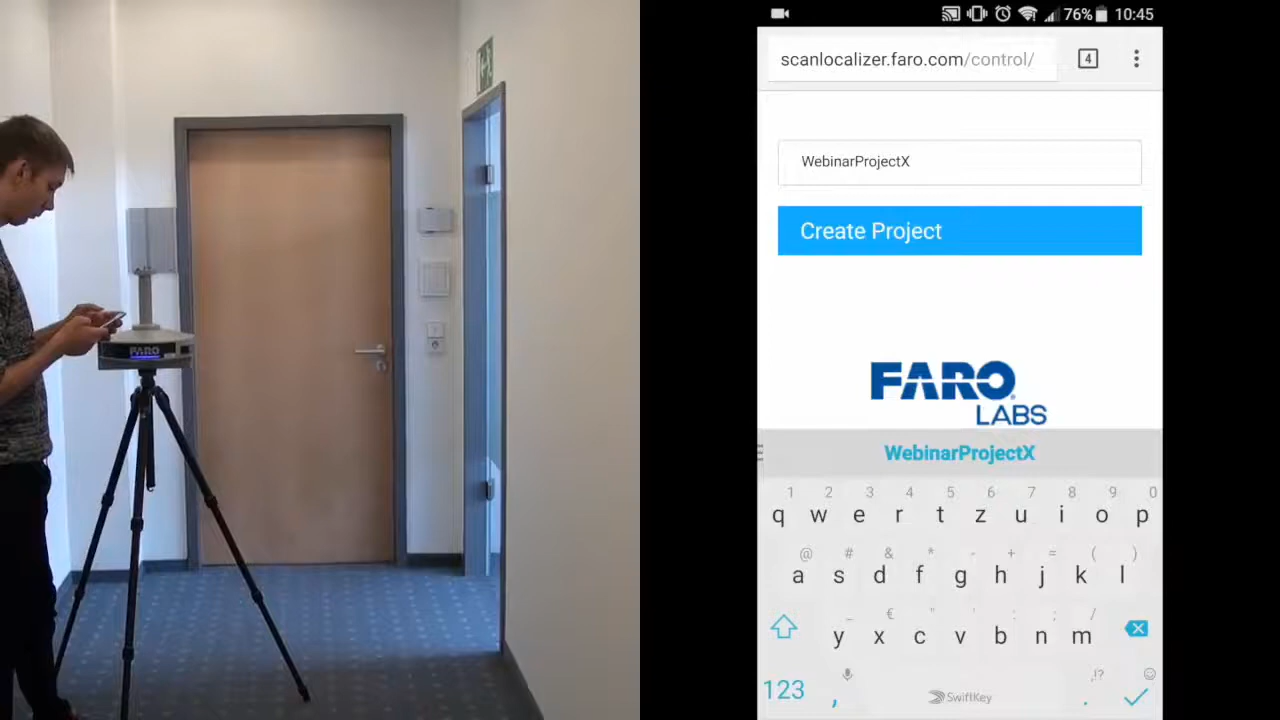 FARO
76% 10:45
scanlocalizer.faro.com/control/ 4
WebinarProjectX
Create Project
FARO
LABS
WebinarProjectX
1 2 3 4 5 6 7 8 9 0
q w e r t z u i o p
@ # & * - + = ( )
a s d f g h j k l
_ € " ' : ; /
y x c v b n m
,!?
123 , SwiftKey .